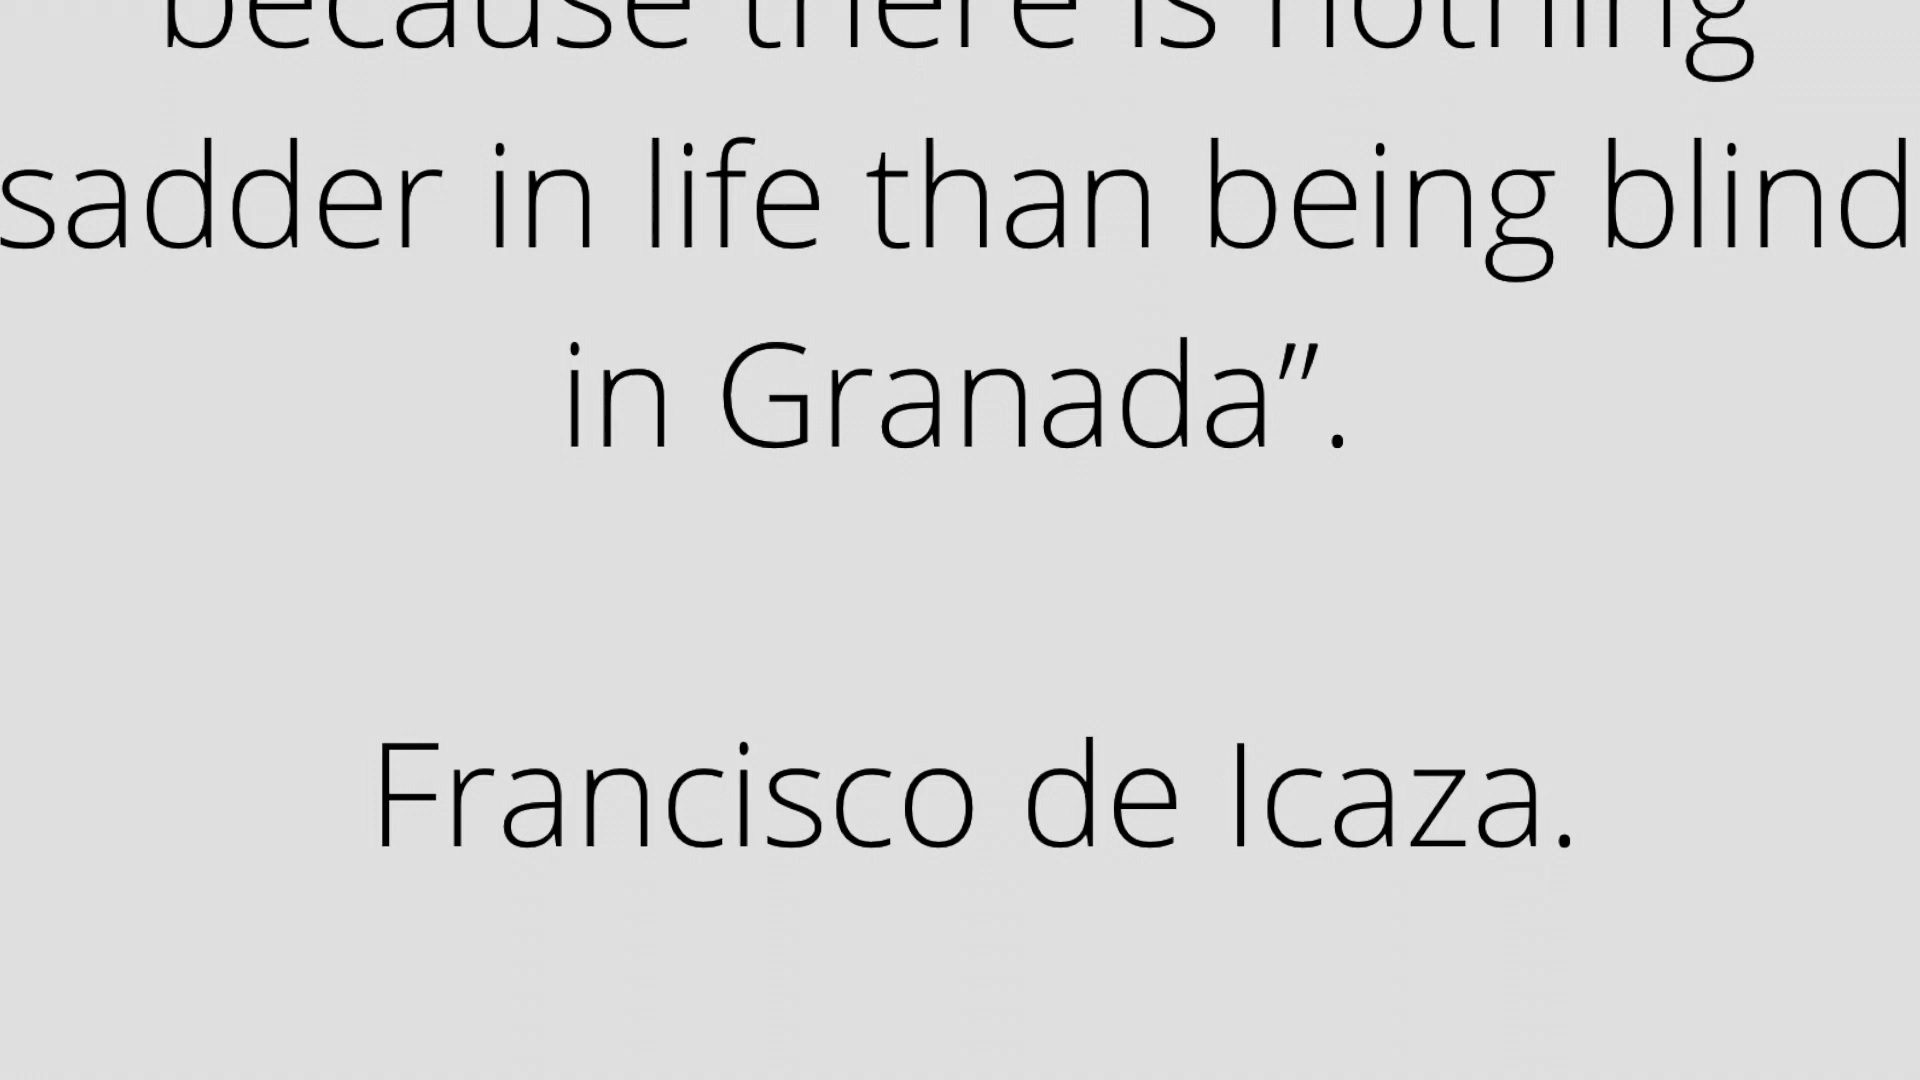 because there is nothing
sadder in life than being blind
in Granada”.
Francisco de Icaza.